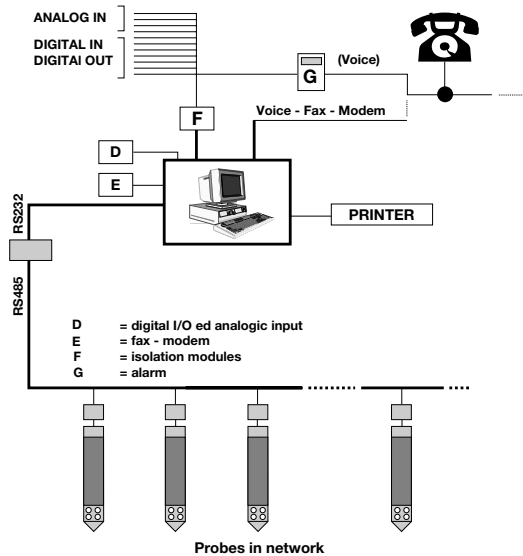 ANALOG IN
DIGITAL IN
DIGITAl OUT
(Voice)
G
F
Voice - Fax - Modem
D
E
PRINTER
RS232
RS485
D = digital I/O ed analogic input
E = fax - modem
F = isolation modules
G = alarm
Probes in network